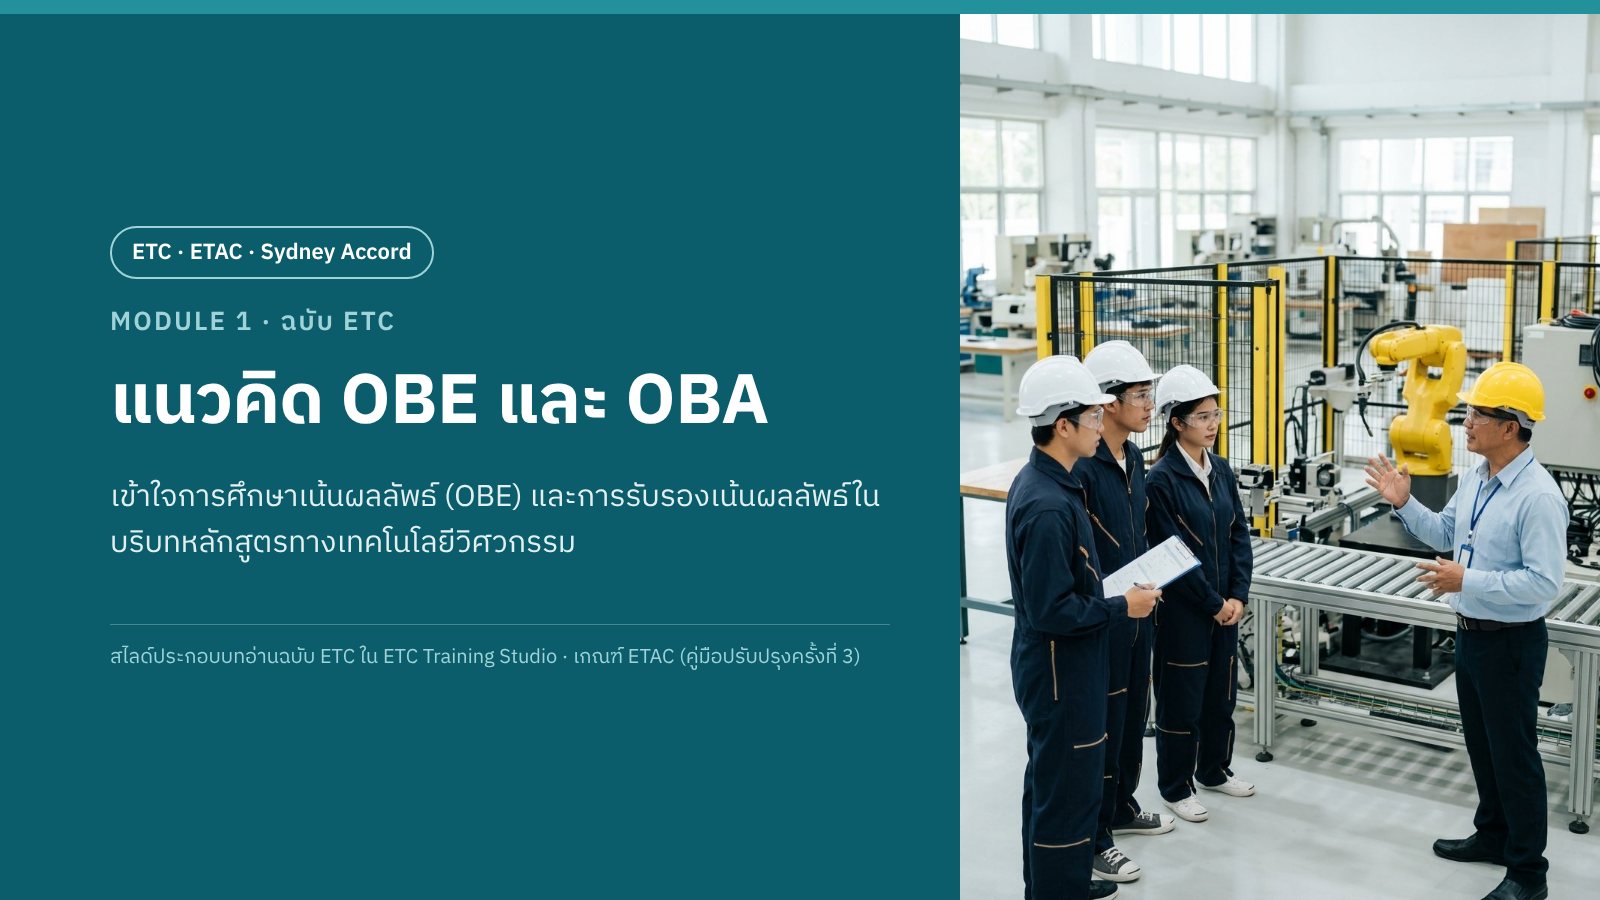 ETC · ETAC · Sydney Accord
MODULE 1 · ฉบับ ETC
แนวคิด OBE และ OBA
เข้าใจการศึกษาเน้นผลลัพธ์ (OBE) และการรับรองเน้นผลลัพธ์ใน
บริบทหลักสูตรทางเทคโนโลยีวิศวกรรม
สไลด์ประกอบบทอ่านฉบับ ETC ใน ETC Training Studio · เกณฑ์ ETAC (คู่มือปรับปรุงครั้งที่ 3)